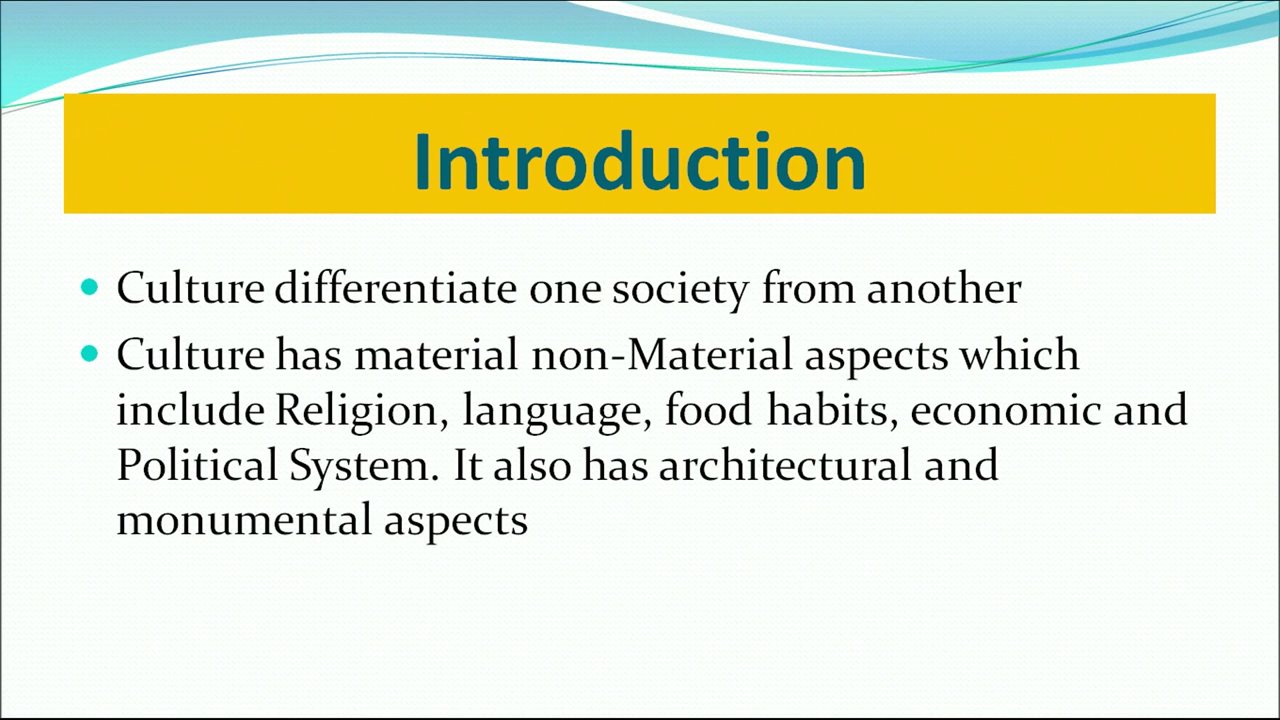 Introduction
• Culture differentiate one society from another
• Culture has material non-Material aspects which
include Religion, language, food habits, economic and
Political System. It also has architectural and
monumental aspects